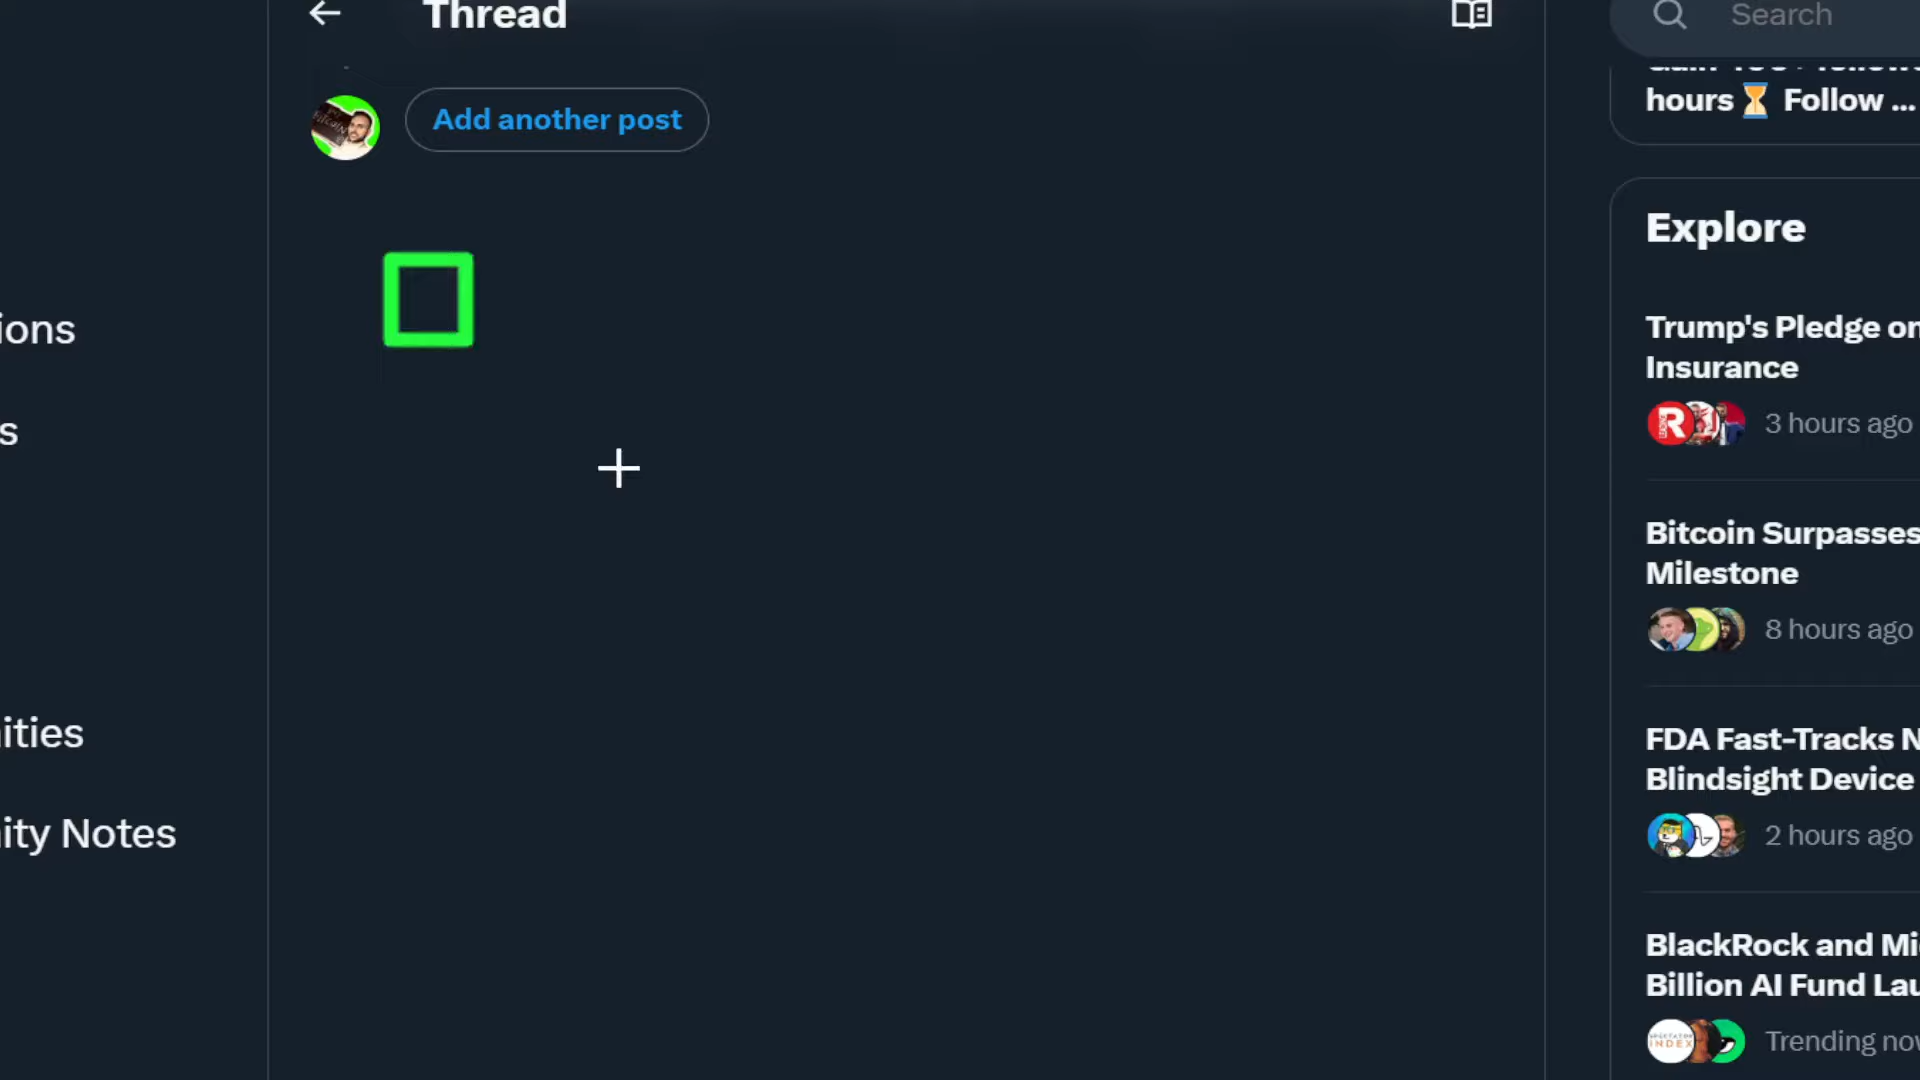 Thread
Search
Add another post
hours ⏳ Follow ...
Explore
ions
Trump's Pledge on
Insurance
3 hours ago
s
Bitcoin Surpasses
Milestone
8 hours ago
ities
FDA Fast-Tracks N
Blindsight Device
2 hours ago
ity Notes
BlackRock and Mi
Billion AI Fund Lau
INDEX
Trending now